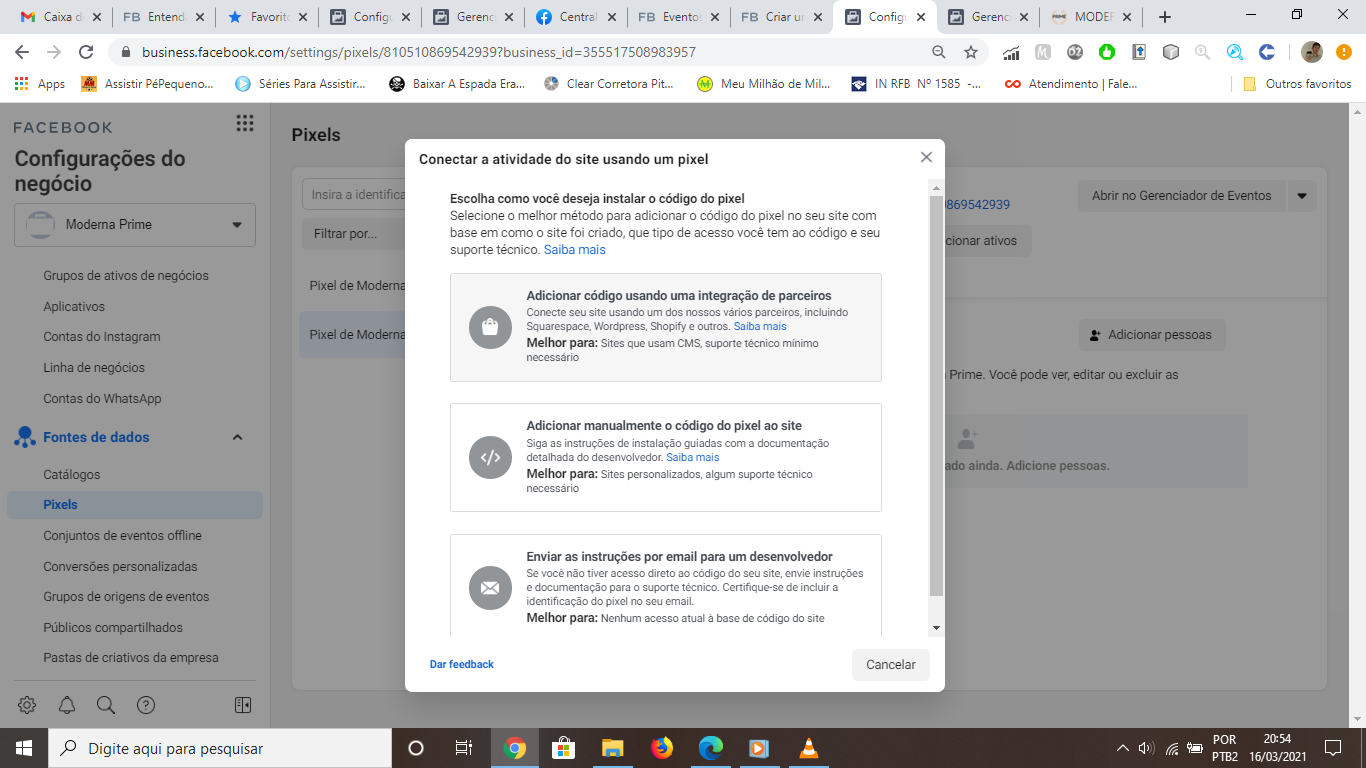 Caixa de
FB Entend
Favorito
Configu
Gerenc
Central
FB Eventos
FB Criar un
Configu
Gerenc
MODER
business.facebook.com/settings/pixels/810510869542939?business_id=355517508983957
Apps
Assistir PéPequeno...
Séries Para Assistir...
Baixar A Espada Era...
Clear Corretora Pit...
Meu Milhão de Mil...
IN RFB Nº 1585 -...
Atendimento | Fale...
Outros favoritos
FACEBOOK
Configurações do
negócio
Moderna Prime
Grupos de ativos de negócios
Aplicativos
Contas do Instagram
Linha de negócios
Contas do WhatsApp
Fontes de dados
Catálogos
Pixels
Conjuntos de eventos offline
Conversões personalizadas
Grupos de origens de eventos
Públicos compartilhados
Pastas de criativos da empresa
Pixels
Insira a identifica
Filtrar por...
Pixel de Moderna
Pixel de Moderna
869542939
Abrir no Gerenciador de Eventos
cionar ativos
Adicionar pessoas
Prime. Você pode ver, editar ou excluir as
ado ainda. Adicione pessoas.
Conectar a atividade do site usando um pixel
Escolha como você deseja instalar o código do pixel
Selecione o melhor método para adicionar o código do pixel no seu site com
base em como o site foi criado, que tipo de acesso você tem ao código e seu
suporte técnico. Saiba mais
Adicionar código usando uma integração de parceiros
Conecte seu site usando um dos nossos vários parceiros, incluindo
Squarespace, Wordpress, Shopify e outros. Saiba mais
Melhor para: Sites que usam CMS, suporte técnico mínimo
necessário
Adicionar manualmente o código do pixel ao site
Siga as instruções de instalação guiadas com a documentação
detalhada do desenvolvedor. Saiba mais
Melhor para: Sites personalizados, algum suporte técnico
necessário
Enviar as instruções por email para um desenvolvedor
Se você não tiver acesso direto ao código do seu site, envie instruções
e documentação para o suporte técnico. Certifique-se de incluir a
identificação do pixel no seu email.
Melhor para: Nenhum acesso atual à base de código do site
Dar feedback
Cancelar
Digite aqui para pesquisar
POR
PTB2
20:54
16/03/2021